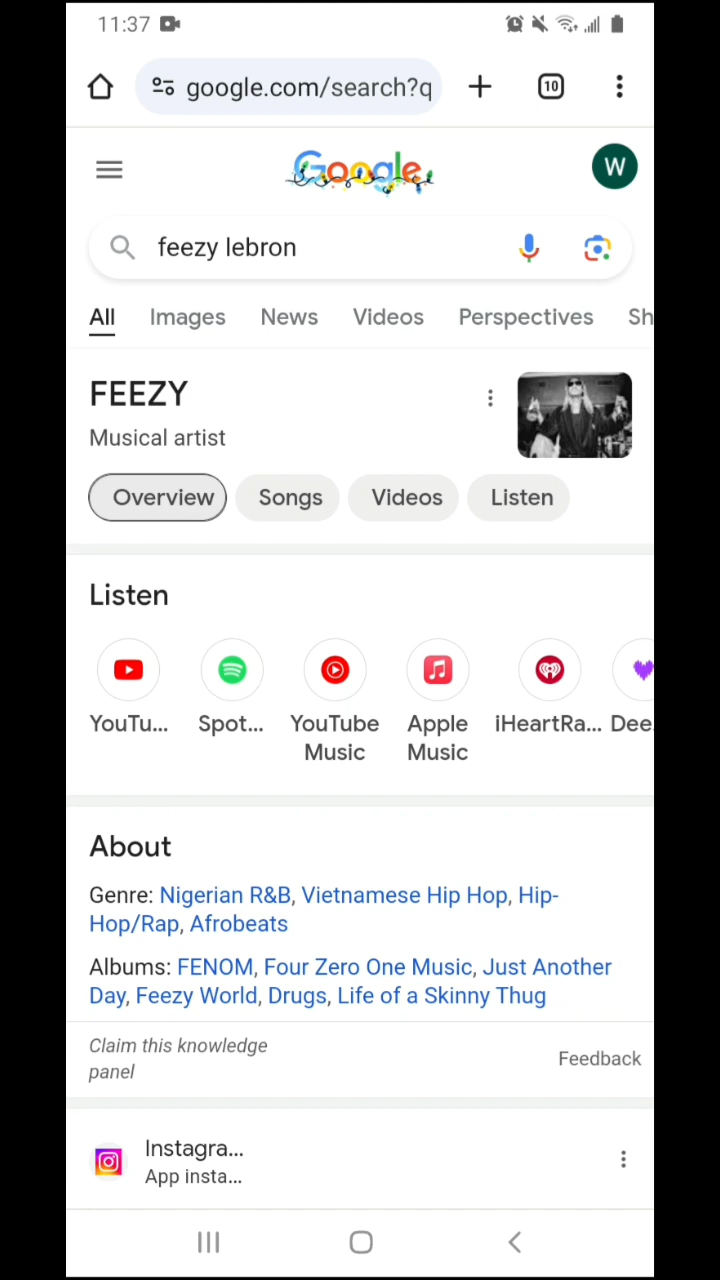 11:37
google.com/search?q
10
Google
W
feezy lebron
All Images News Videos Perspectives Sh
FEEZY
Musical artist
Overview Songs Videos Listen
Listen
YouTu... Spot... YouTube Music Apple Music iHeartRa... Dee
About
Genre: Nigerian R&B, Vietnamese Hip Hop, Hip-
Hop/Rap, Afrobeats
Albums: FENOM, Four Zero One Music, Just Another
Day, Feezy World, Drugs, Life of a Skinny Thug
Claim this knowledge
panel
Feedback
Instagra...
App insta...